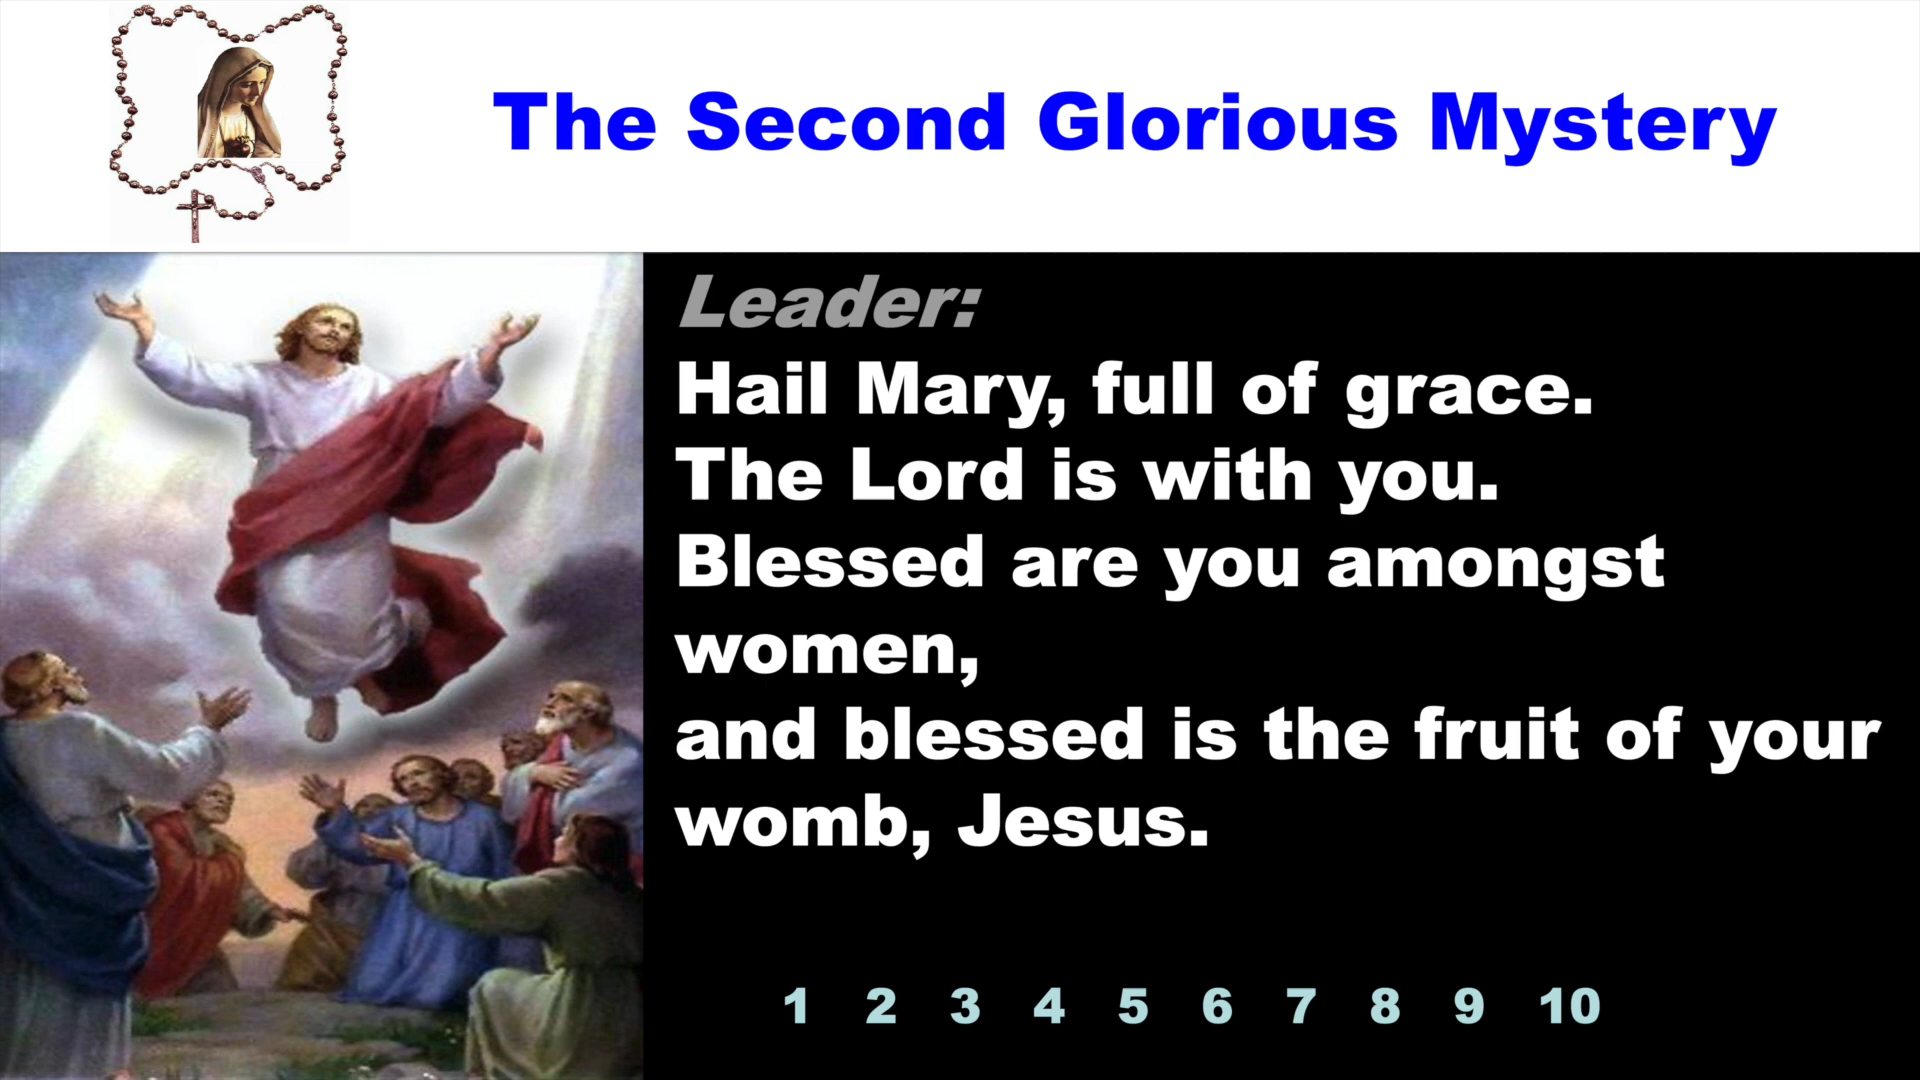 The Second Glorious Mystery
Leader:
Hail Mary, full of grace.
The Lord is with you.
Blessed are you amongst
women,
and blessed is the fruit of your
womb, Jesus.
1 2 3 4 5 6 7 8 9 10